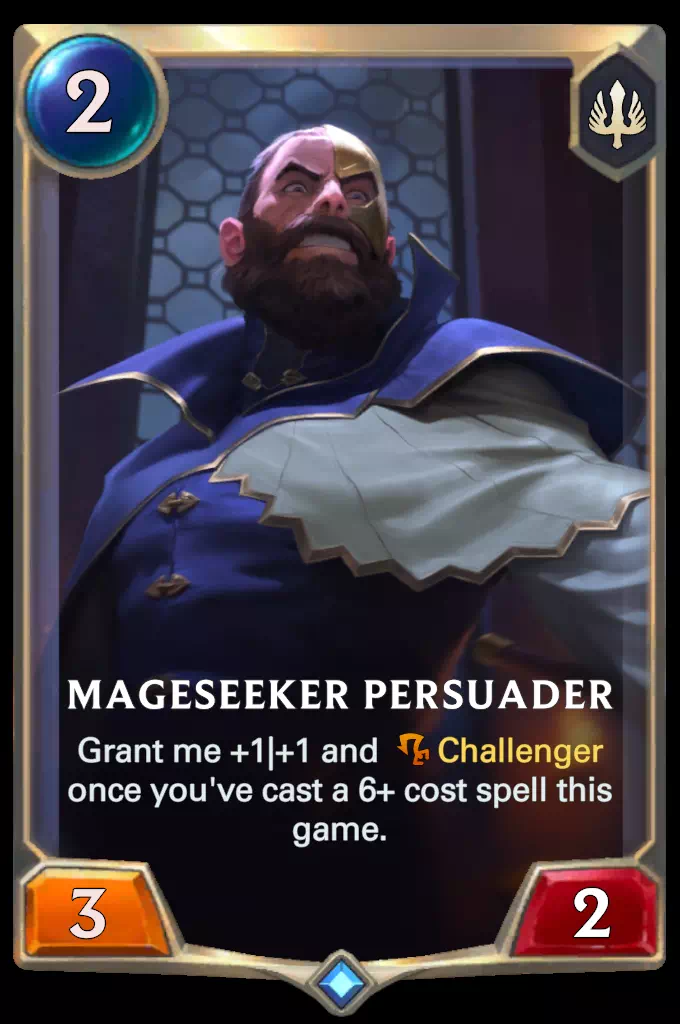 2
MAGESEEKER PERSUADER
Grant me +1|+1 and Challenger
once you've cast a 6+ cost spell this
game.
3
2